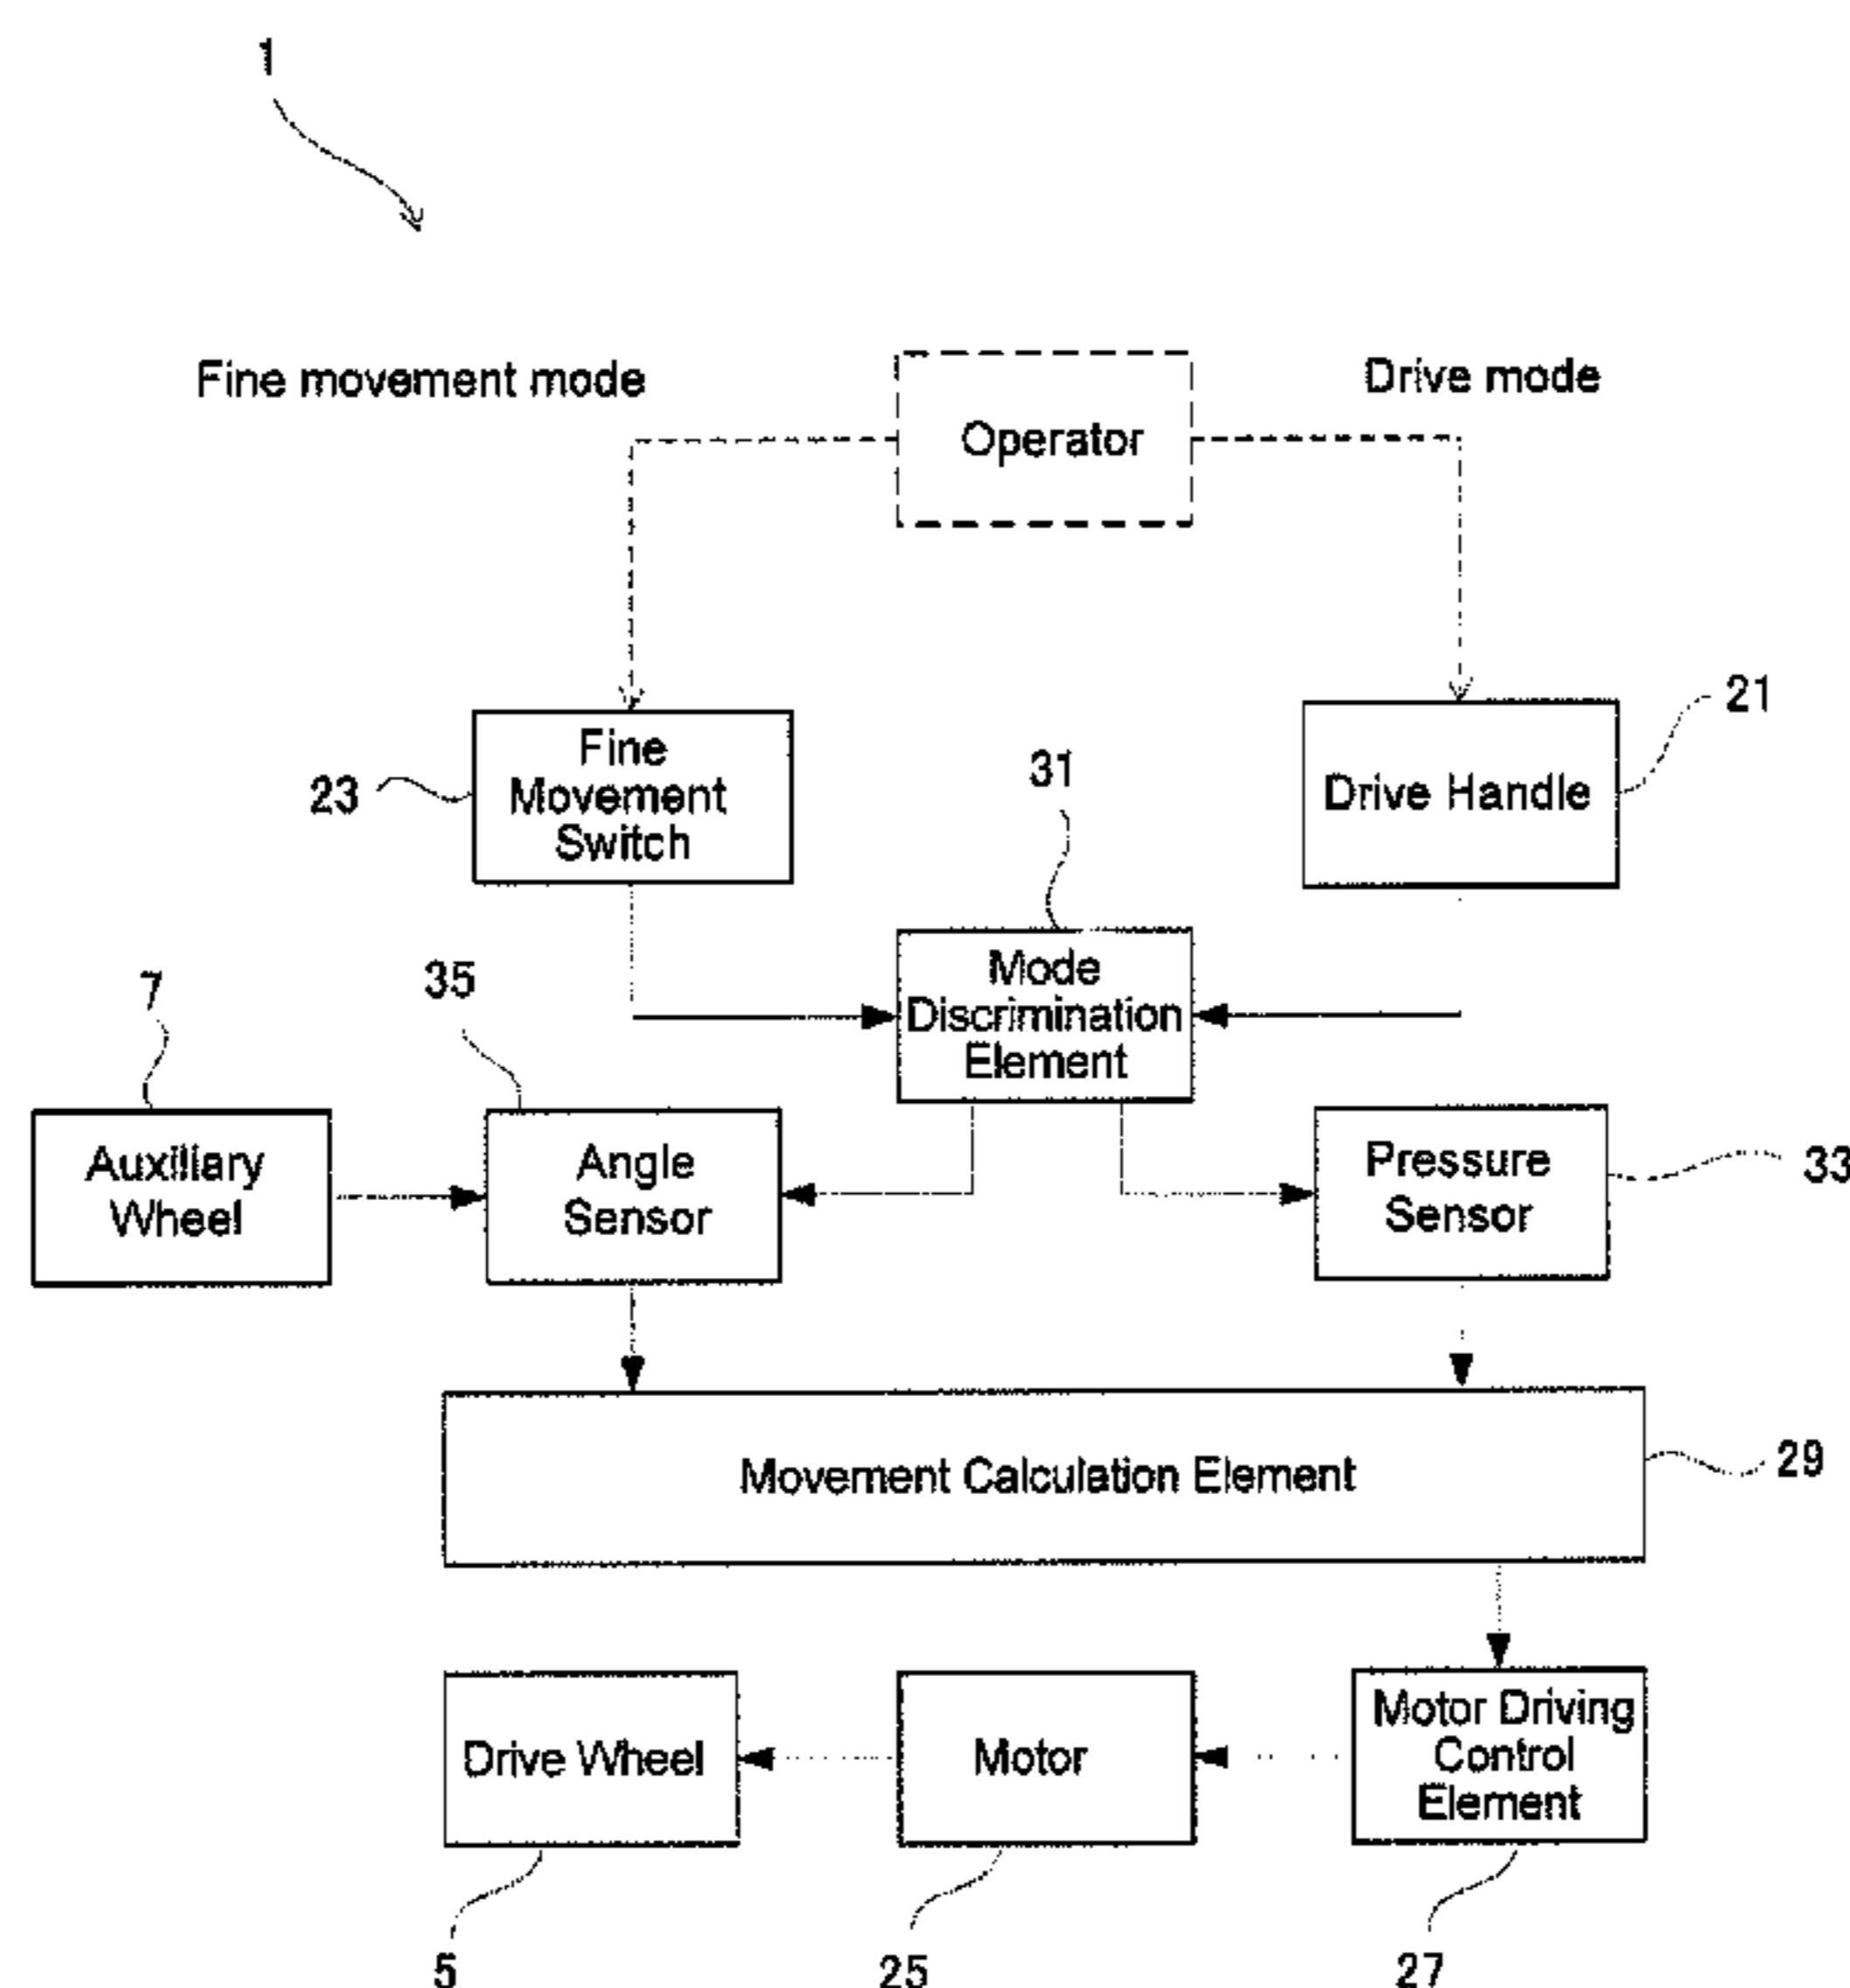 1
Fine movement mode
Operator
Drive mode
Fine
Movement
Switch
23
Drive Handle
21
31
Mode
Discrimination
Element
7
35
Auxiliary
Wheel
Angle
Sensor
Pressure
Sensor
33
Movement Calculation Element
29
Drive Wheel
Motor
Motor Driving
Control
Element
5
25
27